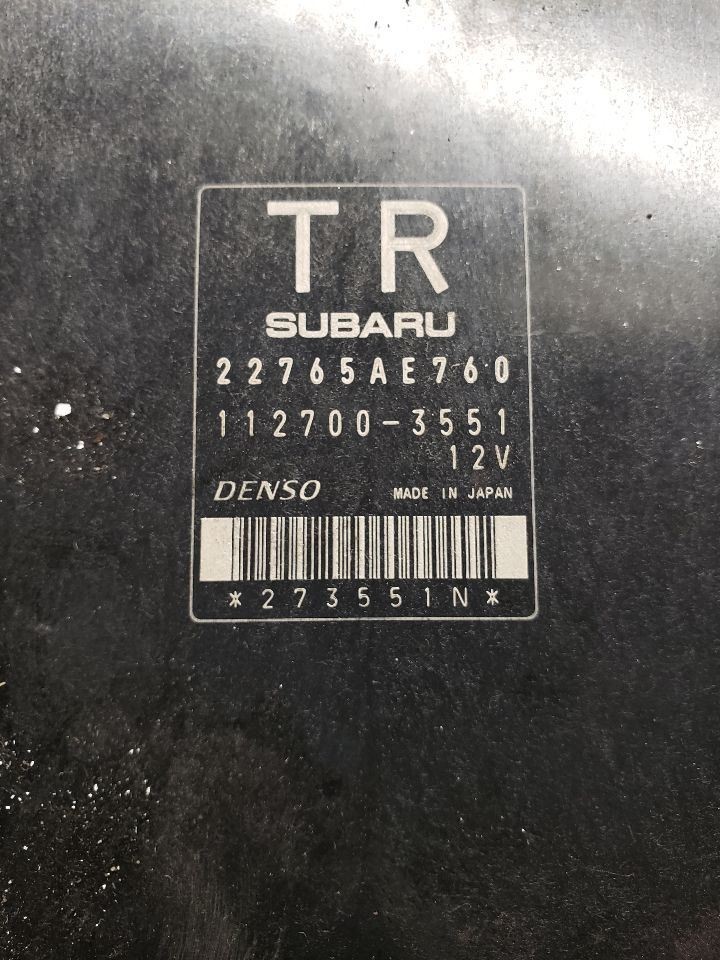 TR
SUBARU
22765AE760
112700-3551
12V
DENSO MADE IN JAPAN
*273551N*